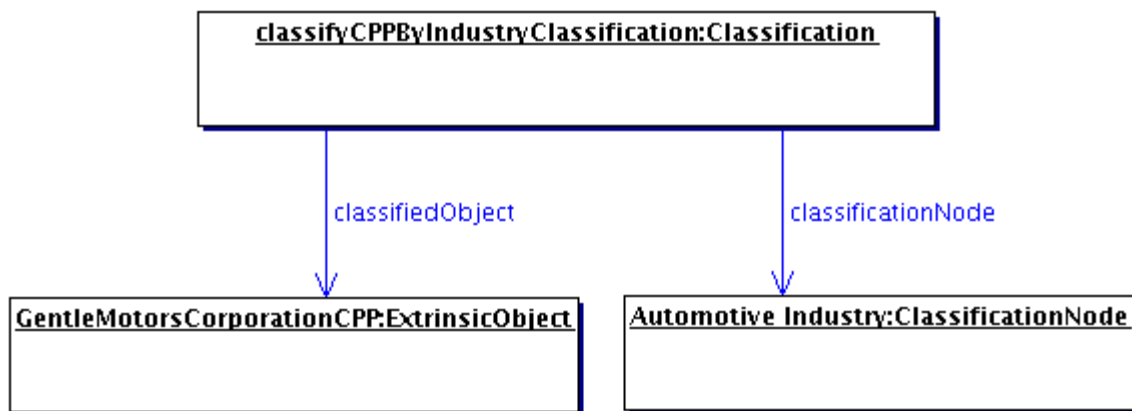 classifyCPPByIndustryClassification:Classification
classifiedObject
classificationNode
GentleMotorsCorporationCPP:ExtrinsicObject
Automotive Industry:ClassificationNode